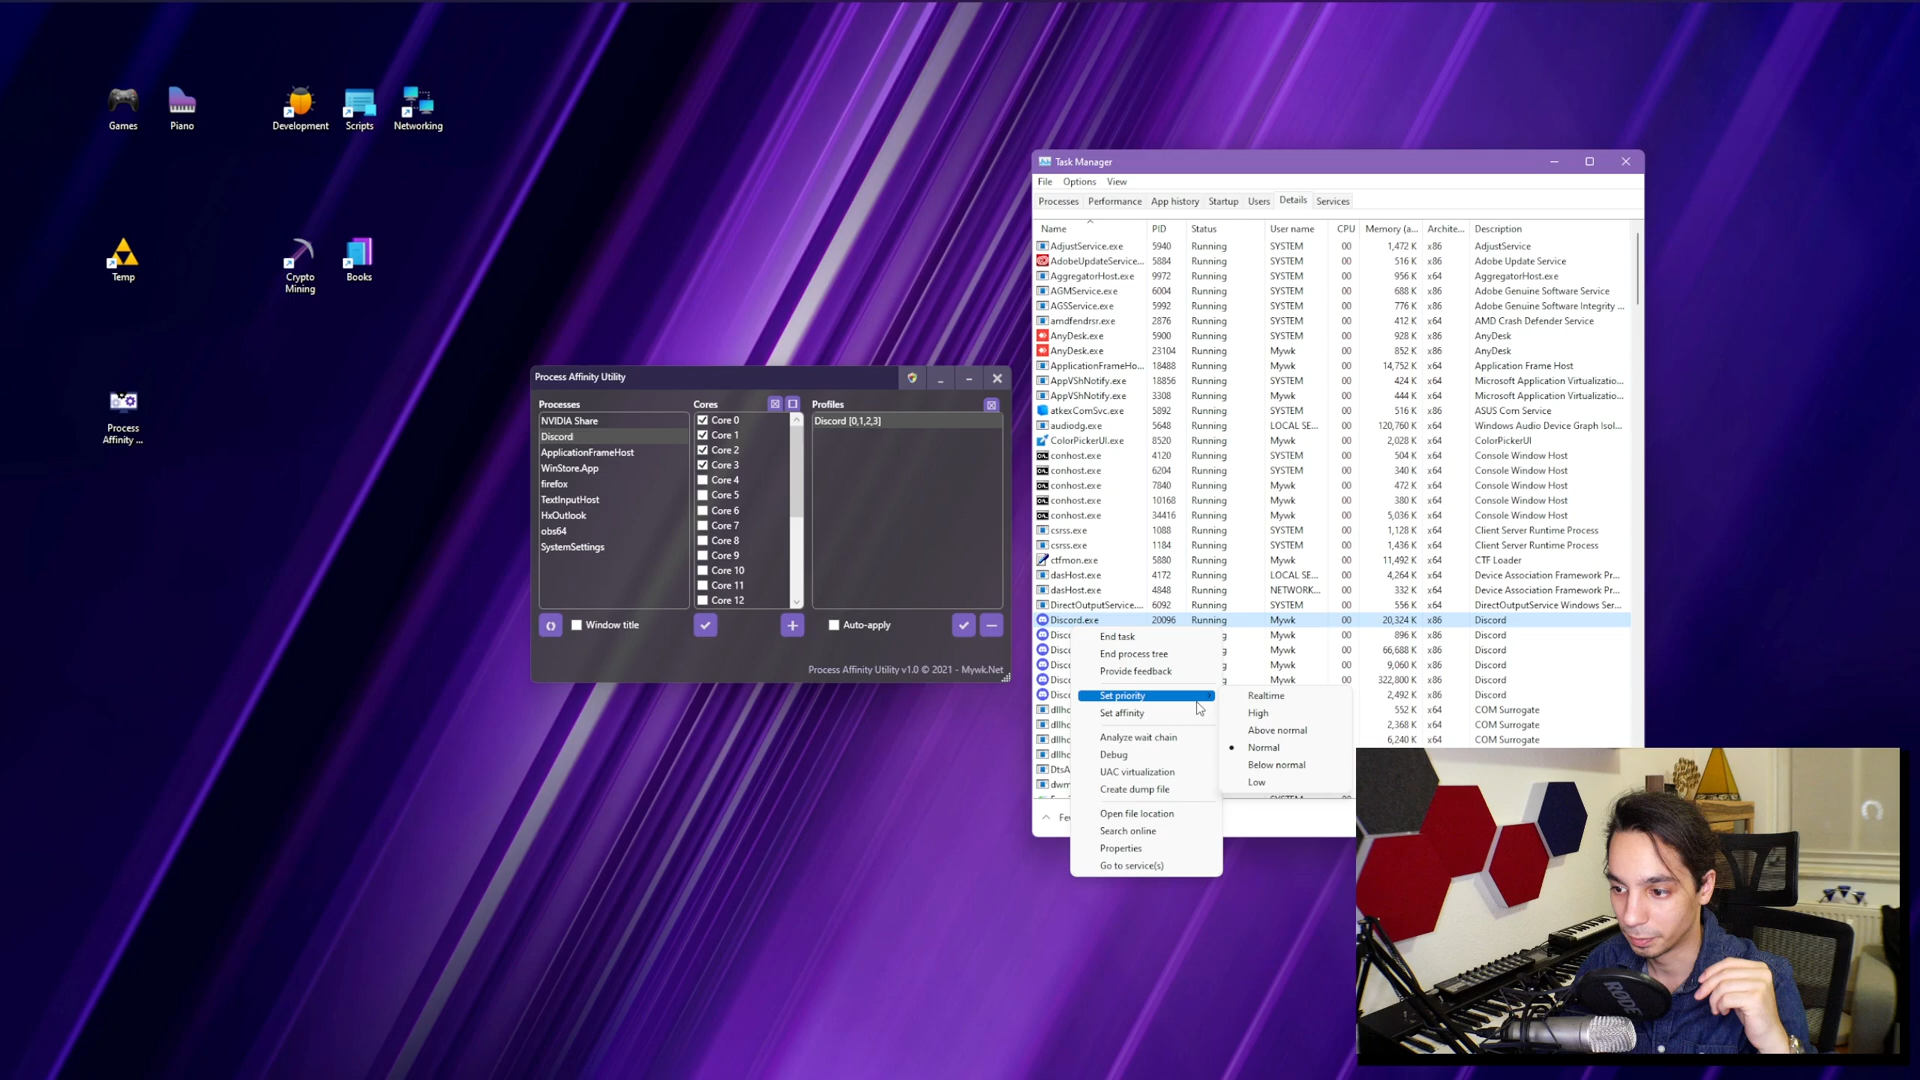 Games
Piano
Development
Scripts
Networking
Temp
Crypto
Mining
Books
Process
Affinity ...
Process Affinity Utility
Processes
NVIDIA Share
Discord
ApplicationFrameHost
WinStore.App
firefox
TextInputHost
HxOutlook
obs64
SystemSettings
Window title
Cores
Core 0
Core 1
Core 2
Core 3
Core 4
Core 5
Core 6
Core 7
Core 8
Core 9
Core 10
Core 11
Core 12
Profiles
Discord [0,1,2,3]
Auto-apply
Process Affinity Utility v1.0 © 2021 - Mywk.Net
Task Manager
File Options View
Processes Performance App history Startup Users Details Services
Name PID Status User name CPU Memory (a... Archite... Description
AdjustService.exe 5940 Running SYSTEM 00 1,472 K x86 AdjustService
AdobeUpdateService... 5884 Running SYSTEM 00 516 K x86 Adobe Update Service
AggregatorHost.exe 9972 Running SYSTEM 00 956 K x64 AggregatorHost.exe
AGMService.exe 6004 Running SYSTEM 00 688 K x86 Adobe Genuine Software Service
AGSService.exe 5992 Running SYSTEM 00 776 K x86 Adobe Genuine Software Integrity ...
amdfendrsr.exe 2876 Running SYSTEM 00 412 K x64 AMD Crash Defender Service
AnyDesk.exe 5900 Running SYSTEM 00 928 K x86 AnyDesk
AnyDesk.exe 23104 Running Mywk 00 852 K x86 AnyDesk
ApplicationFrameHo... 18488 Running Mywk 00 14,752 K x64 Application Frame Host
AppVShNotify.exe 18856 Running SYSTEM 00 424 K x64 Microsoft Application Virtualizatio...
AppVShNotify.exe 3308 Running Mywk 00 444 K x64 Microsoft Application Virtualizatio...
atkexComSvc.exe 5892 Running SYSTEM 00 516 K x86 ASUS Com Service
audiodg.exe 5648 Running LOCAL SE... 00 120,760 K x64 Windows Audio Device Graph Isol...
ColorPickerUI.exe 8520 Running Mywk 00 2,028 K x64 ColorPickerUI
conhost.exe 4120 Running SYSTEM 00 504 K x64 Console Window Host
conhost.exe 6204 Running SYSTEM 00 340 K x64 Console Window Host
conhost.exe 7840 Running Mywk 00 472 K x64 Console Window Host
conhost.exe 10168 Running Mywk 00 380 K x64 Console Window Host
conhost.exe 34416 Running Mywk 00 5,036 K x64 Console Window Host
csrss.exe 1088 Running SYSTEM 00 1,128 K x64 Client Server Runtime Process
csrss.exe 1184 Running SYSTEM 00 1,436 K x64 Client Server Runtime Process
ctfmon.exe 5880 Running Mywk 00 11,492 K x64 CTF Loader
dasHost.exe 4172 Running LOCAL SE... 00 4,264 K x64 Device Association Framework Pr...
dasHost.exe 4848 Running NETWORK... 00 332 K x64 Device Association Framework Pr...
DirectOutputService.... 6092 Running SYSTEM 00 556 K x64 DirectOutputService Windows Ser...
Discord.exe 20096 Running Mywk 00 20,324 K x86 Discord
Disco g Mywk 00 896 K x86 Discord
Disco g Mywk 00 66,688 K x86 Discord
Disco g Mywk 00 9,060 K x86 Discord
Disco g Mywk 00 322,800 K x86 Discord
Disco 2,492 K x86 Discord
dllho 552 K x64 COM Surrogate
dllho 2,368 K x64 COM Surrogate
dllho 6,240 K x64 COM Surrogate
dllho
DtsA
dwm
SYSTEM
Few
End task
End process tree
Provide feedback
Set priority
Set affinity
Analyze wait chain
Debug
UAC virtualization
Create dump file
Open file location
Search online
Properties
Go to service(s)
Realtime
High
Above normal
Normal
Below normal
Low
RØDE